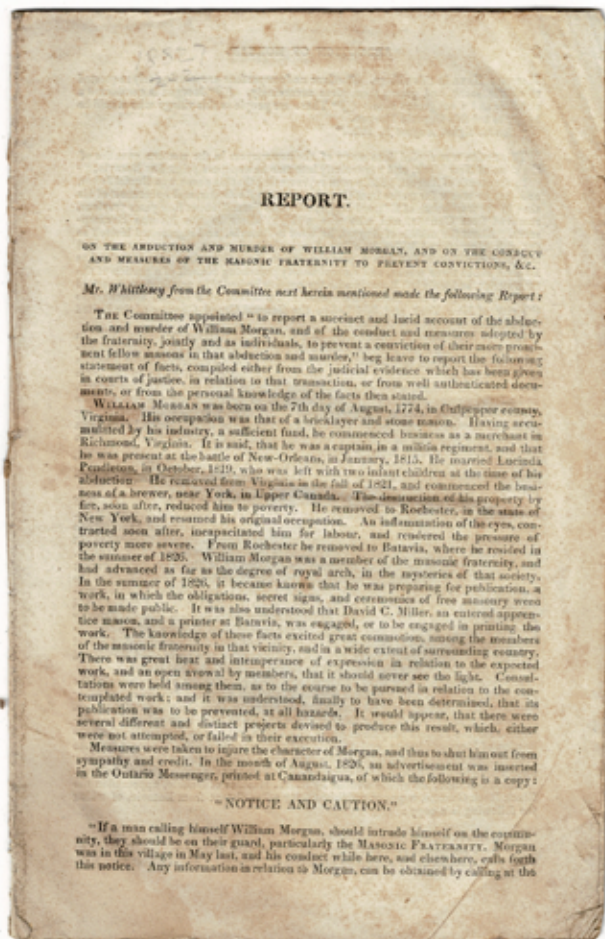 REPORT.
ON THE ABDUCTION AND MURDER OF WILLIAM MORGAN, AND ON THE CONDUCT
AND MEASURES OF THE MASONIC FRATERNITY TO PREVENT CONVICTIONS, &c.
Mr. Whittlesey from the Committee next herein mentioned made the following Report:
THE Committee appointed "to report a succinct and lucid account of the abduc-
tion and murder of William Morgan, and of the conduct and measures adopted by
the fraternity, jointly and as individuals, to prevent a conviction of their more promi-
nent fellow masons in that abduction and murder," beg leave to report the following
statement of facts, compiled either from the judicial evidence which has been given
in courts of justice, in relation to that transaction, or from well authenticated docu-
ments, or from the personal knowledge of the facts then stated.
WILLIAM MORGAN was born on the 7th day of August, 1774, in Culpepper county,
Virginia. His occupation was that of a bricklayer and stone mason. Having accu-
mulated by his industry, a sufficient fund, he commenced business as a merchant in
Richmond, Virginia. It is said, that he was a captain, in a militia regiment, and that
he was present at the battle of New-Orleans, in January, 1815. He married Lucinda
Pendleton, in October, 1819, who was left with two infant children at the time of his
abduction He removed from Virginia in the fall of 1821, and commenced the busi-
ness of a brewer, near York, in Upper Canada. The destruction of his property by
fire, soon after, reduced him to poverty. He removed to Rochester, in the state of
New York, and resumed his original occupation. An inflammation of the eyes, con-
tracted soon after, incapacitated him for labour, and rendered the pressure of
poverty more severe. From Rochester he removed to Batavia, where he resided in
the summer of 1826. William Morgan was a member of the masonic fraternity, and
had advanced as far as the degree of royal arch, in the mysteries of that society.
In the summer of 1826, it became known that he was preparing for publication, a
work, in which the obligations, secret signs, and ceremonies of free masonry were
to be made public. It was also understood that David C. Miller, an entered appren-
tice mason, and a printer at Batavia, was engaged, or to be engaged in printing the
work. The knowledge of these facts excited great commotion, among the members
of the masonic fraternity in that vicinity, and in a wide extent of surrounding country.
There was great heat and intemperance of expression in relation to the expected
work, and an open avowal by members, that it should never see the light. Consul-
tations were held among them, as to the course to be pursued in relation to the con-
templated work; and it was understood, finally to have been determined, that its
publication was to be prevented, at all hazards. It would appear, that there were
several different and distinct projects devised to produce this result, which, either
were not attempted, or failed in their execution.
Measures were taken to injure the character of Morgan, and thus to shut him out from
sympathy and credit. In the month of August, 1826, an advertisement was inserted
in the Ontario Messenger, printed at Canandaigua, of which the following is a copy:
"NOTICE AND CAUTION."
"If a man calling himself William Morgan, should intrude himself on the commu-
nity, they should be on their guard, particularly the MASONIC FRATERNITY. Morgan
was in this village in May last, and his conduct while here, and elsewhere, calls forth
this notice. Any information in relation to Morgan, can be obtained by calling at the